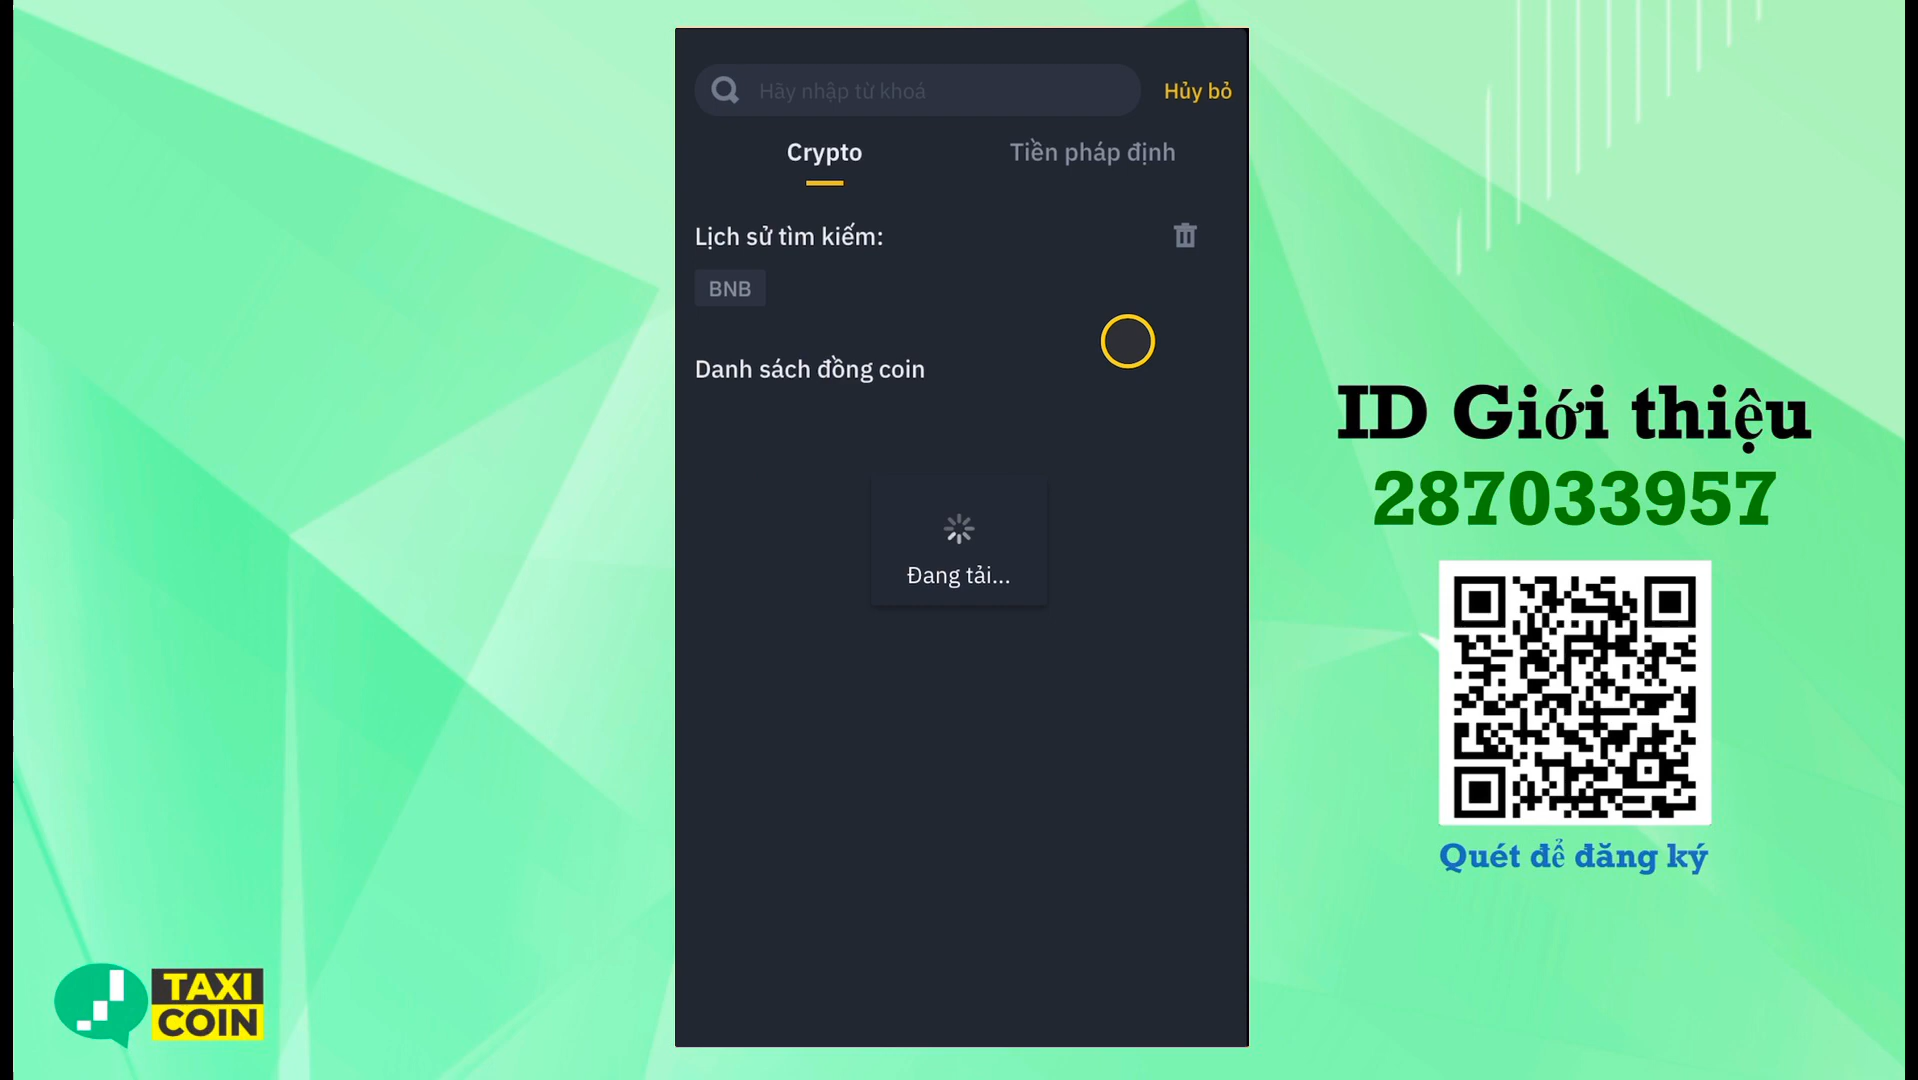 Hãy nhập từ khoá
Hủy bỏ
Crypto
Tiền pháp định
Lịch sử tìm kiếm:
BNB
Danh sách đồng coin
Đang tải...
ID Giới thiệu
287033957
Quét để đăng ký
TAXI
COIN